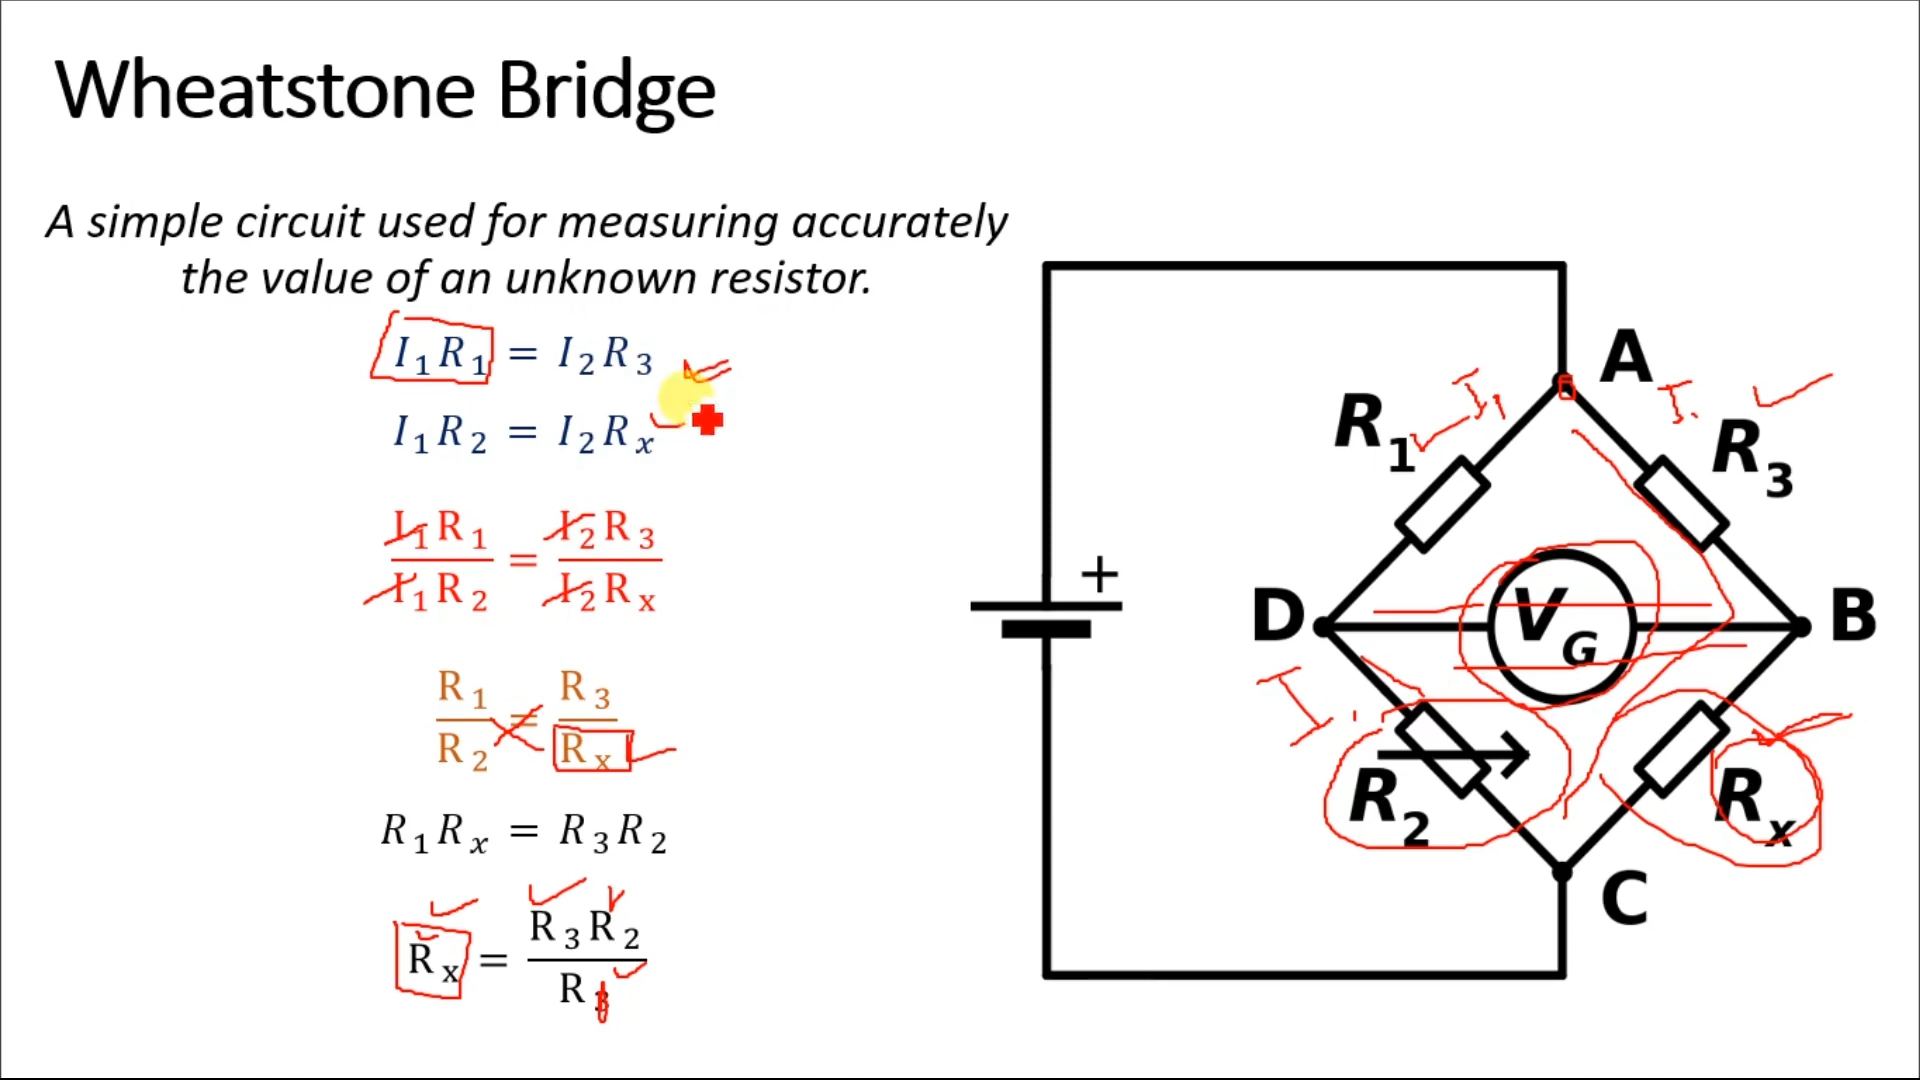 Wheatstone Bridge
A simple circuit used for measuring accurately
the value of an unknown resistor.
I₁R₁ = I₂R₃
I₁R₂ = I₂Rₓ
I₁R₁ / I₁R₂ = I₂R₃ / I₂Rₓ
R₁ / R₂ = R₃ / Rₓ
R₁Rₓ = R₃R₂
Rₓ = R₃R₂ / R
+
A
R₁
I₁
I
R₃
D
V_G
B
I
R₂
Rₓ
C